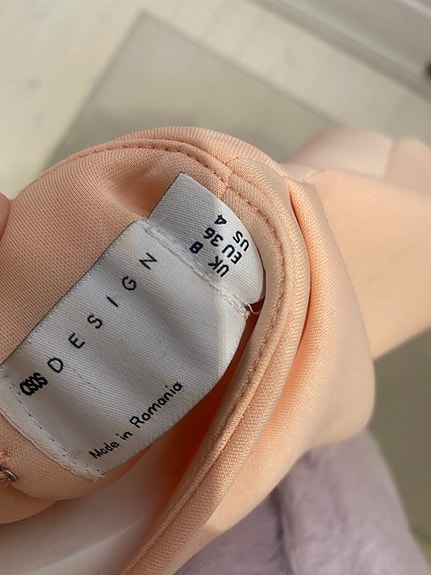 asos DESIGN
Made in Romania
UK 8
EU 36
US 4